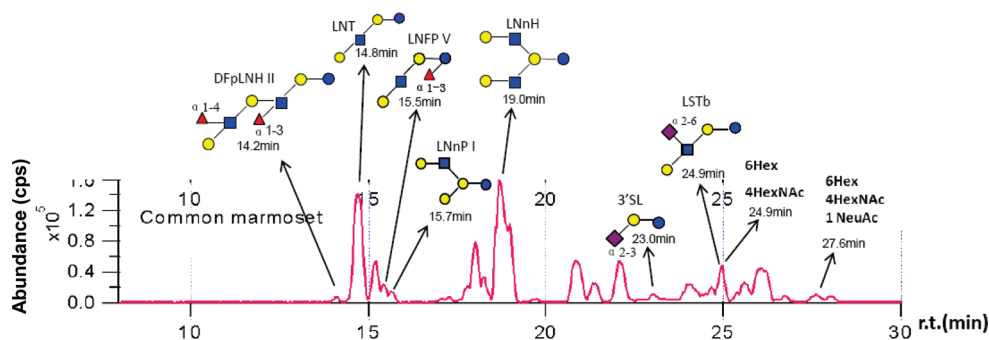 LNT
14.8min
DFpLNH II
α 1-4
α 1-3
14.2min
LNFP V
α 1-3
15.5min
LNnP I
15.7min
LNnH
19.0min
LSTb
α 2-6
24.9min
3'SL
23.0min
α 2-3
6Hex
4HexNAc
24.9min
6Hex
4HexNAc
1 NeuAc
27.6min
10 15 20 25
Common marmoset
Abundance (cps)
x10⁵
1.6
1.2
0.8
0.4
0.0
10 15 20 25 30
r.t.(min)